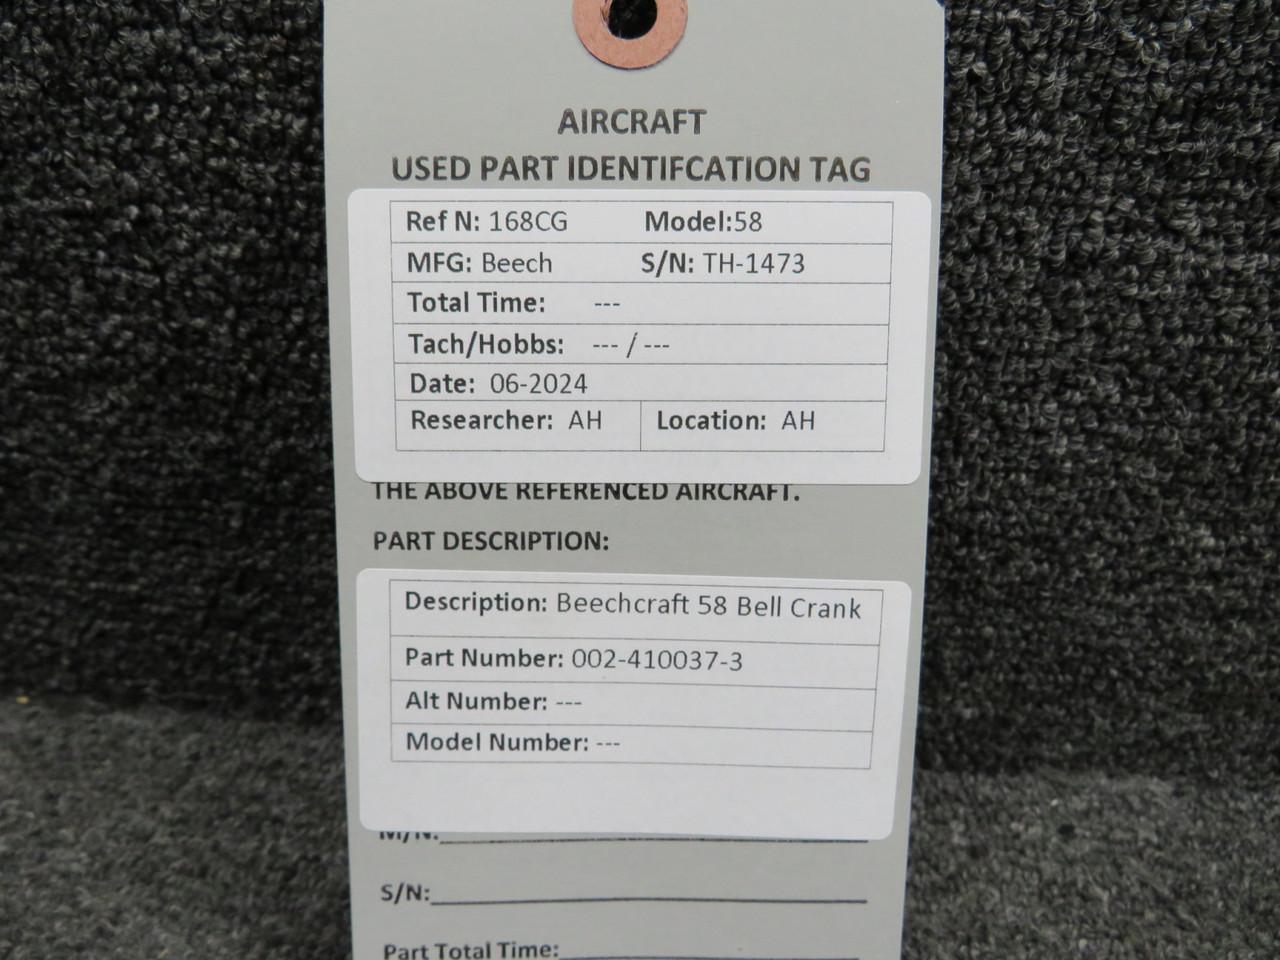 AIRCRAFT
USED PART IDENTIFCATION TAG
Ref N: 168CG Model:58
MFG: Beech S/N: TH-1473
Total Time: ---
Tach/Hobbs: --- / ---
Date: 06-2024
Researcher: AH Location: AH
THE ABOVE REFERENCED AIRCRAFT.
PART DESCRIPTION:
Description: Beechcraft 58 Bell Crank
Part Number: 002-410037-3
Alt Number: ---
Model Number: ---
M/N:
S/N:
Part Total Time: